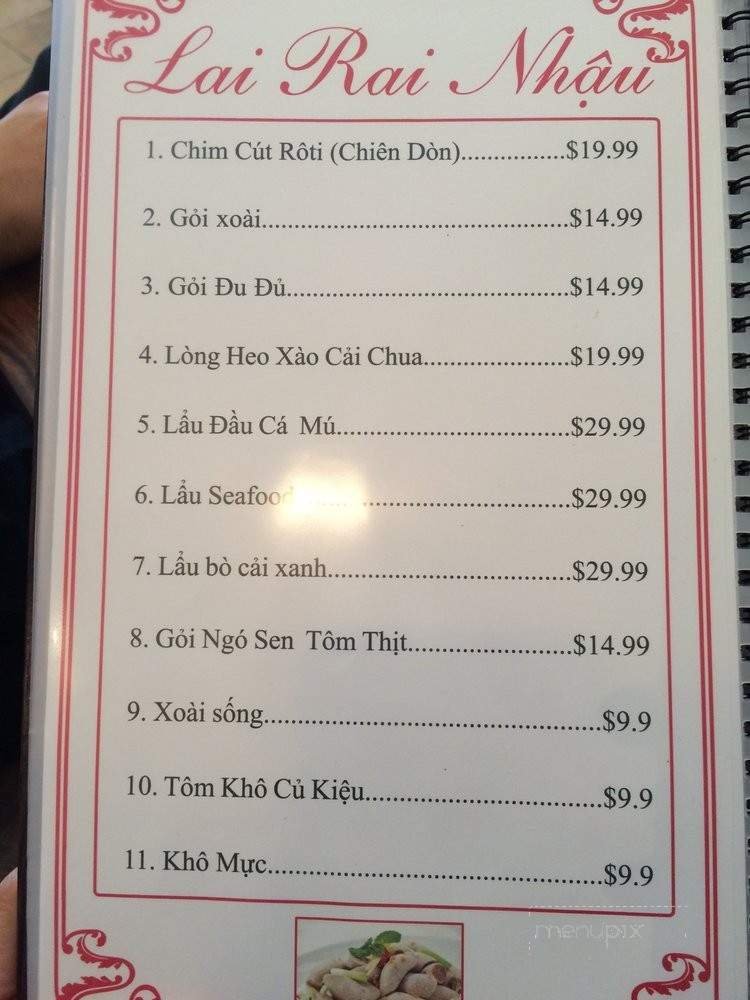 Lai Rai Nhậu
1. Chim Cút Rôti (Chiên Dòn)................$19.99
2. Gỏi xoài..............................................$14.99
3. Gỏi Đu Đủ..........................................$14.99
4. Lòng Heo Xào Cải Chua......................$19.99
5. Lẩu Đầu Cá Mú...................................$29.99
6. Lẩu Seafood.........................................$29.99
7. Lẩu bò cải xanh....................................$29.99
8. Gỏi Ngó Sen Tôm Thịt........................$14.99
9. Xoài sống..................................................$9.9
10. Tôm Khô Củ Kiệu...................................$9.9
11. Khô Mực.................................................$9.9
menupix